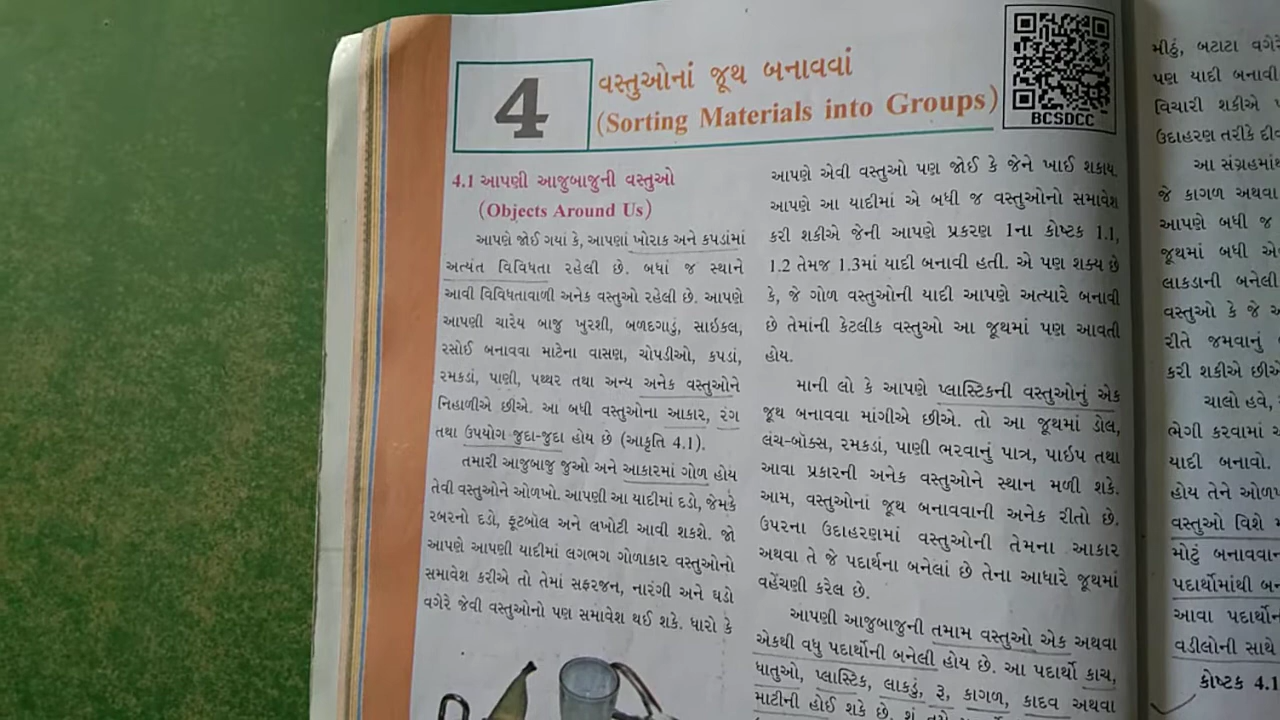 4
વસ્તુઓનાં જૂથ બનાવવાં
(Sorting Materials into Groups)
BCSDCC
4.1 આપણી આજુબાજુની વસ્તુઓ
(Objects Around Us)
આપણે જોઈ ગયાં કે, આપણાં ખોરાક અને કપડાંમાં
અત્યંત વિવિધતા રહેલી છે. બધાં જ સ્થાને
આવી વિવિધતાવાળી અનેક વસ્તુઓ રહેલી છે. આપણે
આપણી ચારેય બાજુ ખુરશી, બળદગાડું, સાઇકલ,
રસોઈ બનાવવા માટેના વાસણ, ચોપડીઓ, કપડાં,
રમકડાં, પાણી, પથ્થર તથા અન્ય અનેક વસ્તુઓને
નિહાળીએ છીએ. આ બધી વસ્તુઓના આકાર, રંગ
તથા ઉપયોગ જુદા-જુદા હોય છે (આકૃતિ 4.1).
તમારી આજુબાજુ જુઓ અને આકારમાં ગોળ હોય
તેવી વસ્તુઓને ઓળખો. આપણી આ યાદીમાં દડો, જેમકે
રબરનો દડો, ફૂટબૉલ અને લખોટી આવી શકશે. જો
આપણે આપણી યાદીમાં લગભગ ગોળાકાર વસ્તુઓનો
સમાવેશ કરીએ તો તેમાં સફરજન, નારંગી અને ઘડો
વગેરે જેવી વસ્તુઓનો પણ સમાવેશ થઈ શકે. ધારો કે
આપણે એવી વસ્તુઓ પણ જોઈ કે જેને ખાઈ શકાય.
આપણે આ યાદીમાં એ બધી જ વસ્તુઓનો સમાવેશ
કરી શકીએ જેની આપણે પ્રકરણ 1ના કોષ્ટક 1.1,
1.2 તેમજ 1.3માં યાદી બનાવી હતી. એ પણ શક્ય છે
કે, જે ગોળ વસ્તુઓની યાદી આપણે અત્યારે બનાવી
છે તેમાંની કેટલીક વસ્તુઓ આ જૂથમાં પણ આવતી
હોય.
માની લો કે આપણે પ્લાસ્ટિકની વસ્તુઓનું એક
જૂથ બનાવવા માંગીએ છીએ. તો આ જૂથમાં ડોલ,
લંચ-બૉક્સ, રમકડાં, પાણી ભરવાનું પાત્ર, પાઇપ તથા
આવા પ્રકારની અનેક વસ્તુઓને સ્થાન મળી શકે.
આમ, વસ્તુઓનાં જૂથ બનાવવાની અનેક રીતો છે.
ઉપરના ઉદાહરણમાં વસ્તુઓની તેમના આકાર
અથવા તે જે પદાર્થના બનેલાં છે તેના આધારે જૂથમાં
વહેંચણી કરેલ છે.
આપણી આજુબાજુની તમામ વસ્તુઓ એક અથવા
એકથી વધુ પદાર્થોની બનેલી હોય છે. આ પદાર્થો કાચ,
ધાતુઓ, પ્લાસ્ટિક, લાકડું, રૂ, કાગળ, કાદવ અથવા
માટીની હોઈ શકે છે. શું તમે
મીઠું, બટાટા વગેરે
પણ યાદી બનાવી
વિચારી શકીએ
ઉદાહરણ તરીકે
આ સંગ્રહમાં
જે કાગળ અથવા
આપણે બધી જ
જૂથમાં બધી
લાકડાની બનેલી
વસ્તુઓ કે જે
રીતે જમવાનું
કરી શકીએ છીએ
ચાલો હવે,
ભેગી કરવામાં
યાદી બનાવો.
હોય તેને
વસ્તુઓ વિશે
મોટું
પદાર્થોમાંથી
આવા
વડીલોની સાથે
કોષ્ટક 4.1